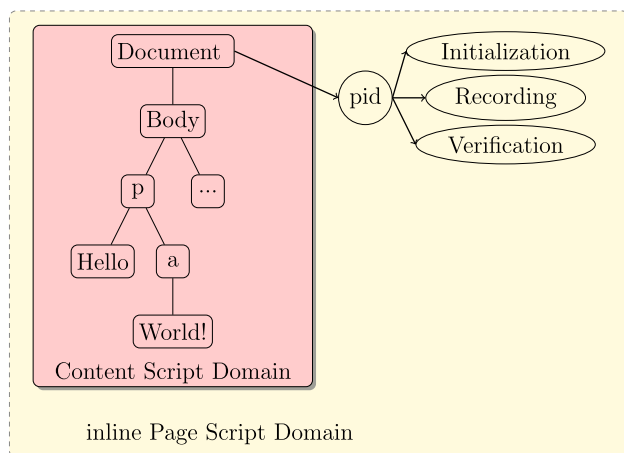 Document
Initialization
pid
Recording
Body
Verification
p
...
Hello
a
World!
Content Script Domain
inline Page Script Domain